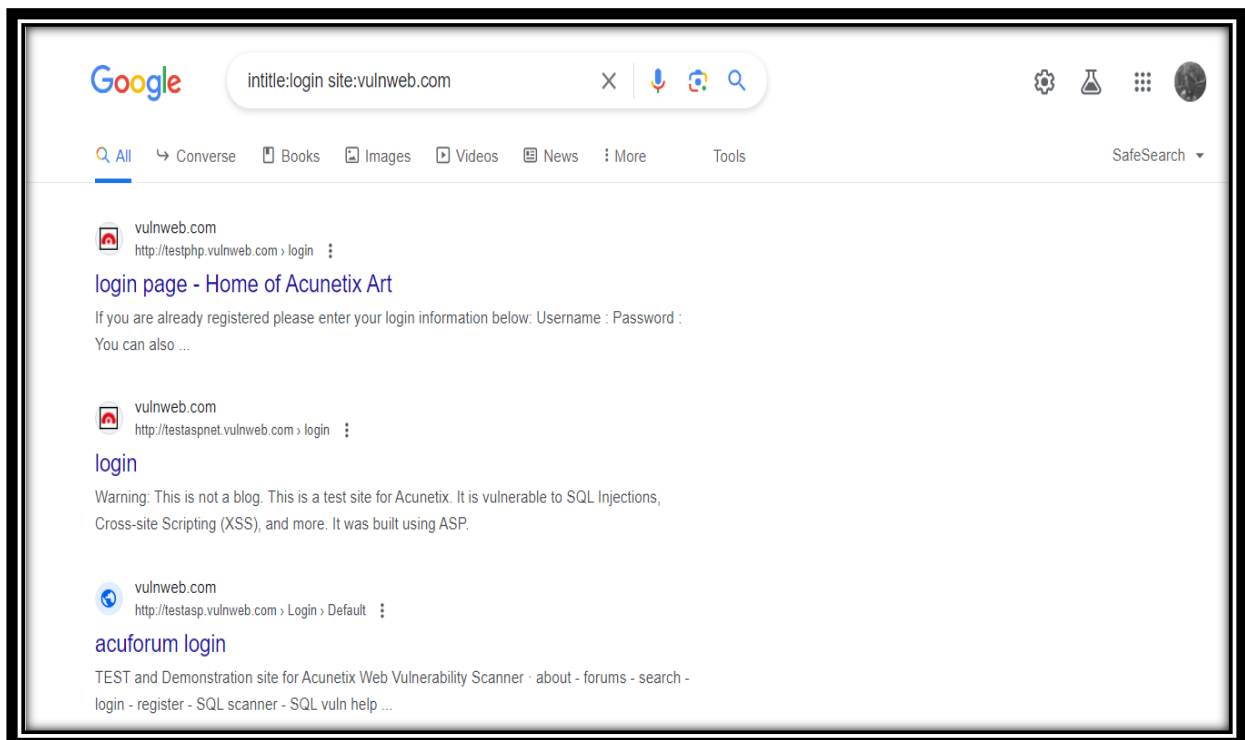 Google
intitle:login site:vulnweb.com
All Converse Books Images Videos News More Tools SafeSearch
vulnweb.com
http://testphp.vulnweb.com › login
login page - Home of Acunetix Art
If you are already registered please enter your login information below: Username : Password :
You can also ...
vulnweb.com
http://testaspnet.vulnweb.com › login
login
Warning: This is not a blog. This is a test site for Acunetix. It is vulnerable to SQL Injections,
Cross-site Scripting (XSS), and more. It was built using ASP.
vulnweb.com
http://testasp.vulnweb.com › Login › Default
acuforum login
TEST and Demonstration site for Acunetix Web Vulnerability Scanner · about - forums - search -
login - register - SQL scanner - SQL vuln help ...